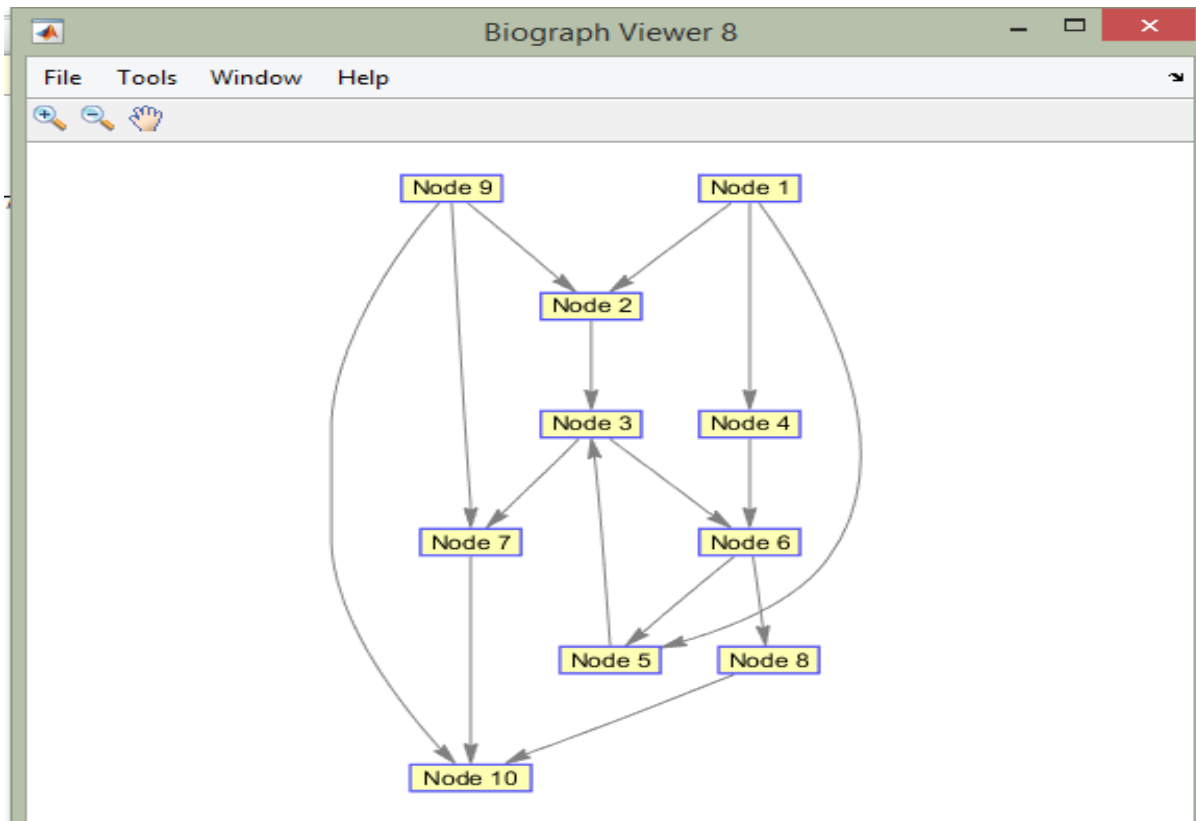 Biograph Viewer 8
File Tools Window Help
Node 9 Node 1
Node 2
Node 3 Node 4
Node 7 Node 6
Node 5 Node 8
Node 10